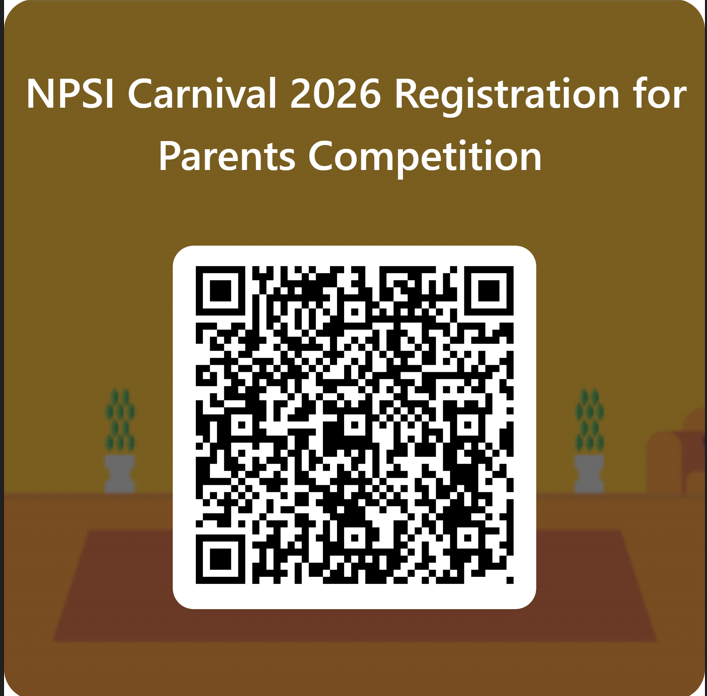 NPSI Carnival 2026 Registration for
Parents Competition